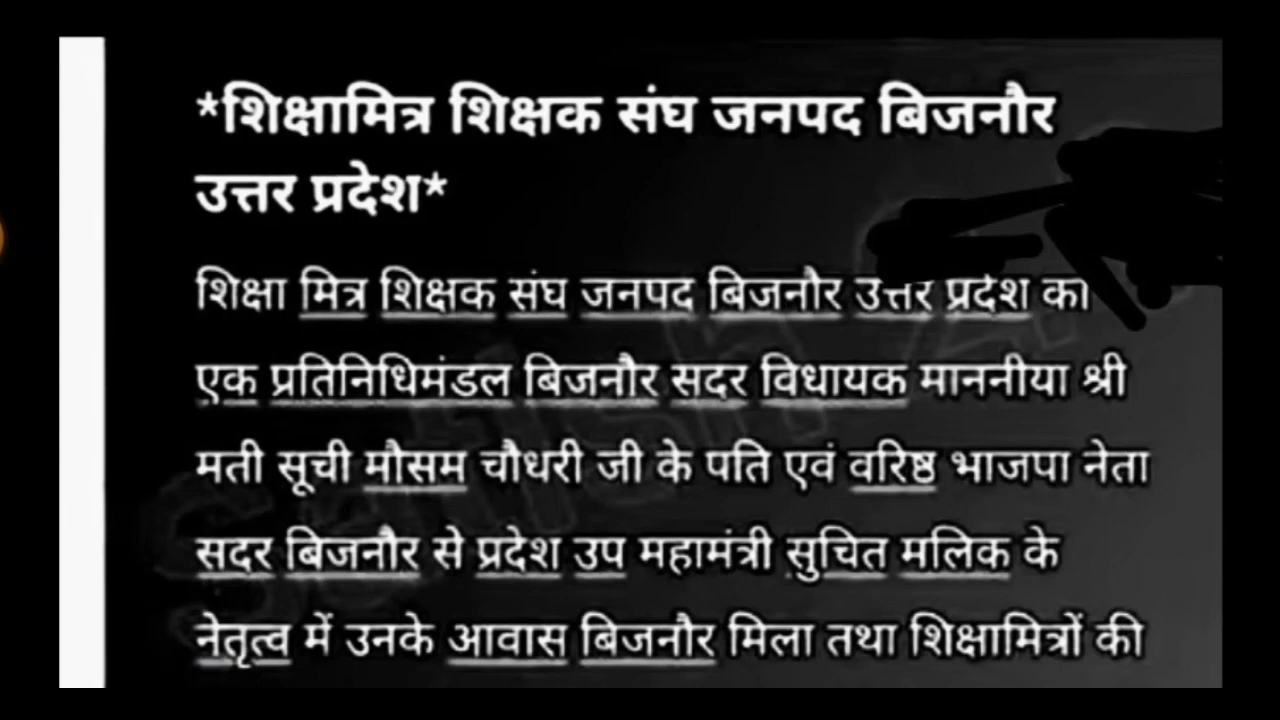 *शिक्षामित्र शिक्षक संघ जनपद बिजनौर
उत्तर प्रदेश*
शिक्षा मित्र शिक्षक संघ जनपद बिजनौर उत्तर प्रदेश का
एक प्रतिनिधिमंडल बिजनौर सदर विधायक माननीया श्री
मती सूची मौसम चौधरी जी के पति एवं वरिष्ठ भाजपा नेता
सदर बिजनौर से प्रदेश उप महामंत्री सुचित मलिक के
नेतृत्व में उनके आवास बिजनौर मिला तथा शिक्षामित्रों की